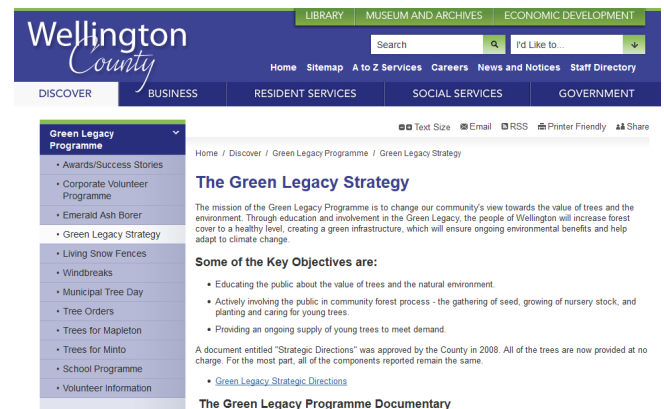 LIBRARY MUSEUM AND ARCHIVES ECONOMIC DEVELOPMENT
Wellington
County
Search I'd Like to...
Home Sitemap A to Z Services Careers News and Notices Staff Directory
DISCOVER BUSINESS RESIDENT SERVICES SOCIAL SERVICES GOVERNMENT
Text Size Email RSS Printer Friendly Share
Green Legacy
Programme
• Awards/Success Stories
• Corporate Volunteer
Programme
• Emerald Ash Borer
• Green Legacy Strategy
• Living Snow Fences
• Windbreaks
• Municipal Tree Day
• Tree Orders
• Trees for Mapleton
• Trees for Minto
• School Programme
• Volunteer Information
Home / Discover / Green Legacy Programme / Green Legacy Strategy
The Green Legacy Strategy
The mission of the Green Legacy Programme is to change our community's view towards the value of trees and the
environment. Through education and involvement in the Green Legacy, the people of Wellington will increase forest
cover to a healthy level, creating a green infrastructure, which will ensure ongoing environmental benefits and help
adapt to climate change.
Some of the Key Objectives are:
• Educating the public about the value of trees and the natural environment.
• Actively involving the public in community forest process - the gathering of seed, growing of nursery stock, and
planting and caring for young trees.
• Providing an ongoing supply of young trees to meet demand.
A document entitled "Strategic Directions" was approved by the County in 2008. All of the trees are now provided at no
charge. For the most part, all of the components reported remain the same.
• Green Legacy Strategic Directions
The Green Legacy Programme Documentary